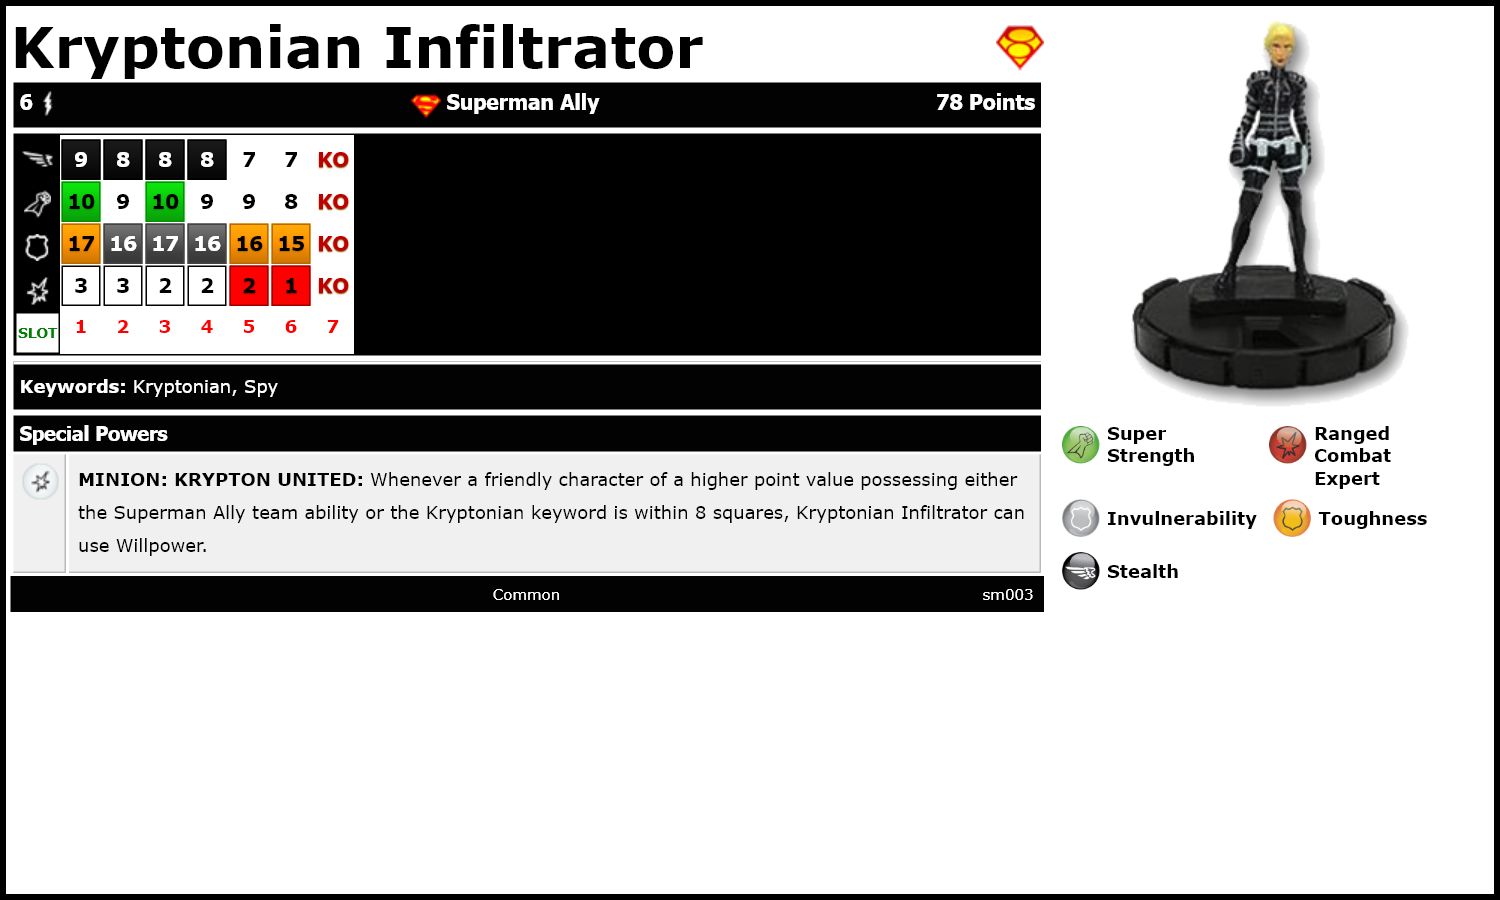 Kryptonian Infiltrator
6 Superman Ally 78 Points
9 8 8 8 7 7 KO
10 9 10 9 9 8 KO
17 16 17 16 16 15 KO
3 3 2 2 2 1 KO
SLOT 1 2 3 4 5 6 7
Keywords: Kryptonian, Spy
Special Powers
MINION: KRYPTON UNITED: Whenever a friendly character of a higher point value possessing either
the Superman Ally team ability or the Kryptonian keyword is within 8 squares, Kryptonian Infiltrator can
use Willpower.
Common sm003
Super
Strength
Ranged
Combat
Expert
Invulnerability
Toughness
Stealth